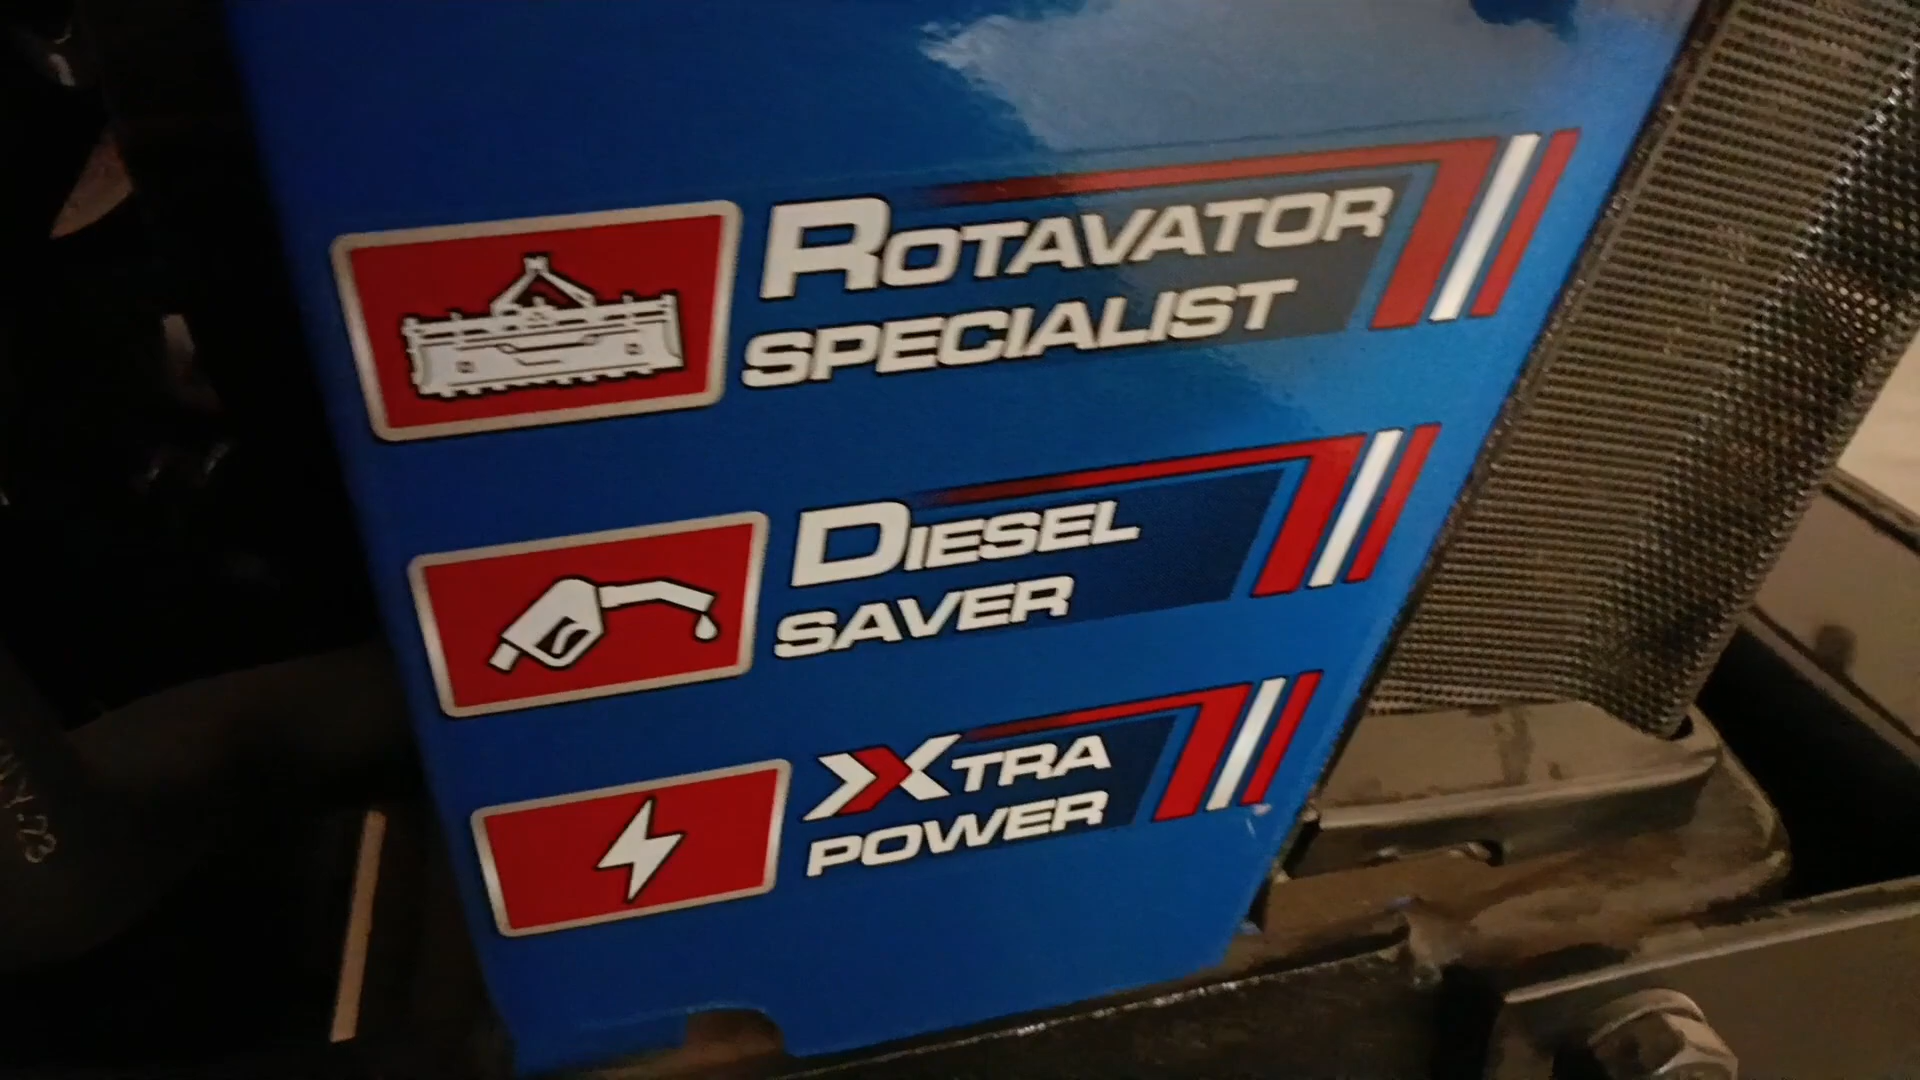 ROTAVATOR
SPECIALIST
DIESEL
SAVER
XTRA
POWER